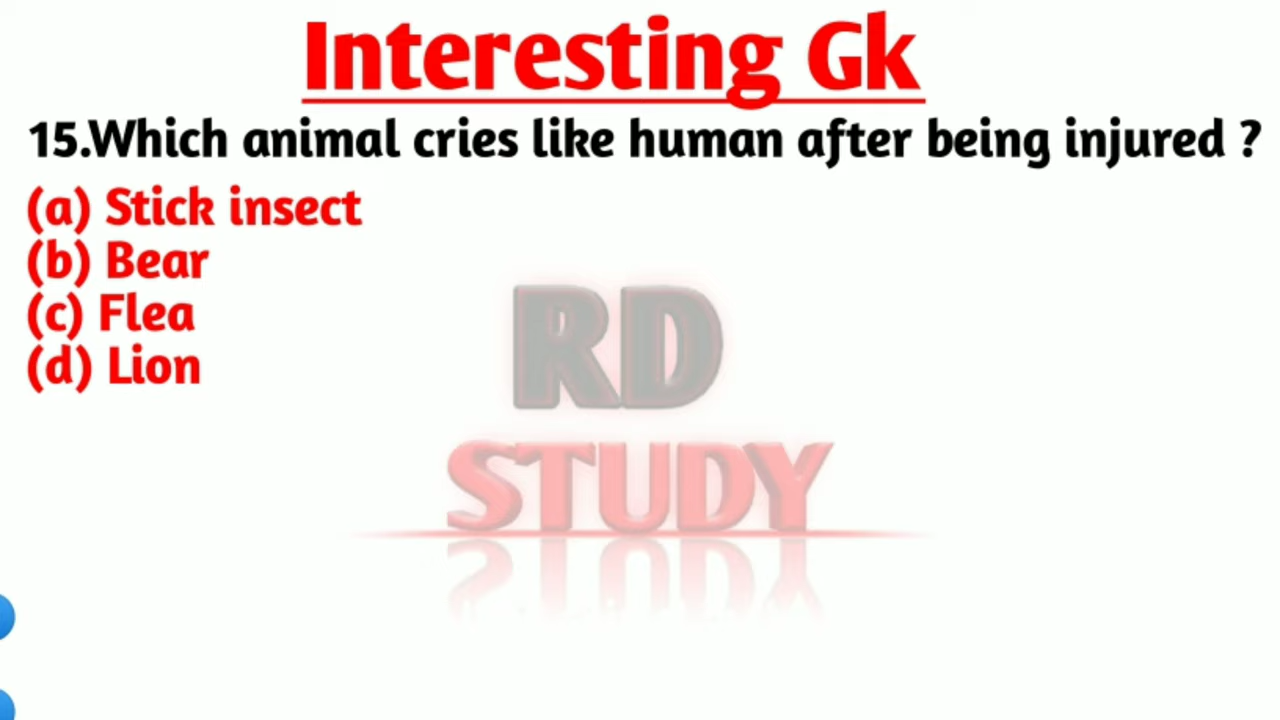 Interesting Gk
15.Which animal cries like human after being injured ?
(a) Stick insect
(b) Bear
(c) Flea
(d) Lion
RD
STUDY